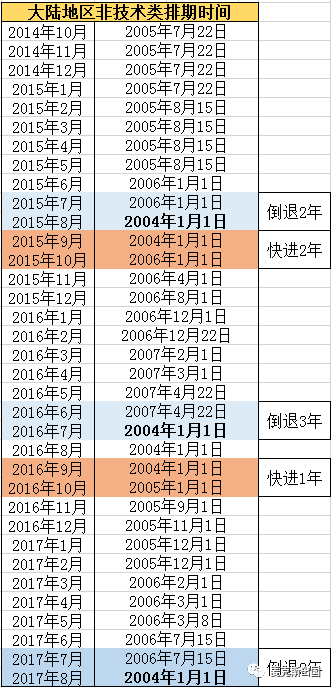 大陆地区非技术类排期时间
2014年10月 2005年7月22日
2014年11月 2005年7月22日
2014年12月 2005年7月22日
2015年1月 2005年7月22日
2015年2月 2005年8月15日
2015年3月 2005年8月15日
2015年4月 2005年8月15日
2015年5月 2005年8月15日
2015年6月 2006年1月1日
2015年7月 2006年1月1日
倒退2年
2015年8月 2004年1月1日
2015年9月 2004年1月1日
快进2年
2015年10月 2006年1月1日
2015年11月 2006年4月1日
2015年12月 2006年8月1日
2016年1月 2006年12月1日
2016年2月 2006年12月22日
2016年3月 2007年2月1日
2016年4月 2007年3月1日
2016年5月 2007年4月22日
2016年6月 2007年4月22日
倒退3年
2016年7月 2004年1月1日
2016年8月 2004年1月1日
2016年9月 2004年1月1日
快进1年
2016年10月 2005年1月1日
2016年11月 2005年9月1日
2016年12月 2005年11月1日
2017年1月 2005年12月1日
2017年2月 2005年12月1日
2017年3月 2006年2月1日
2017年4月 2006年3月1日
2017年5月 2006年3月8日
2017年6月 2006年7月15日
2017年7月 2006年7月15日
倒退2年
2017年8月 2004年1月1日